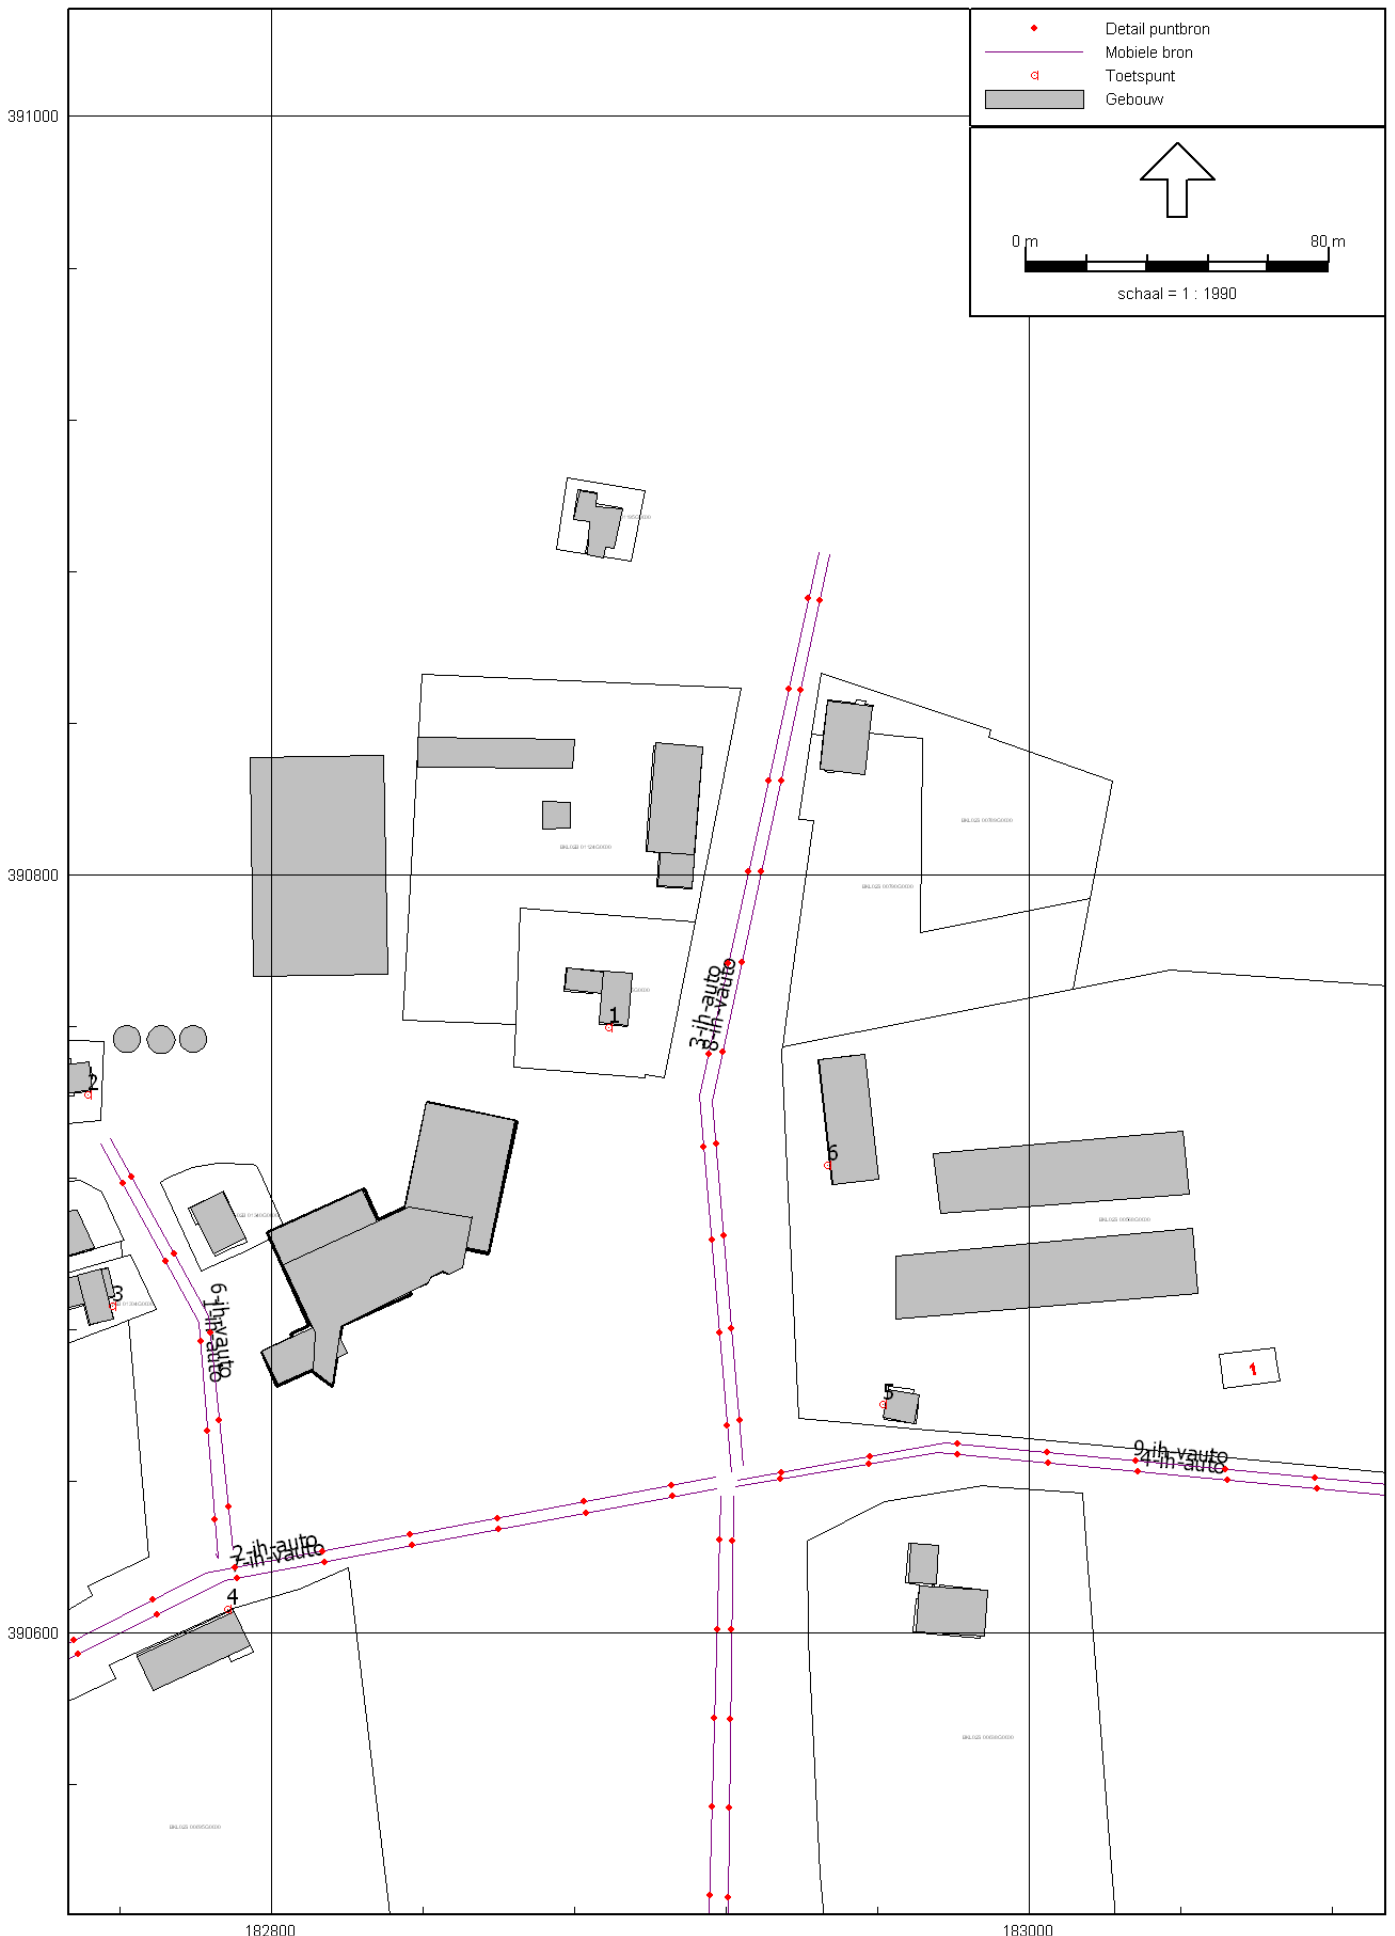 Detail puntbron
Mobiele bron
Toetspunt
Gebouw
391000
0 m
80 m
schaal = 1 : 1990
390800
3-ih-auto
8-ih-vauto
1
2
6
3
6-ih-vauto
1-ih-auto
1
5
9-ih-vauto
4-ih-auto
2-ih-auto
7-ih-vauto
4
390600
182800
183000